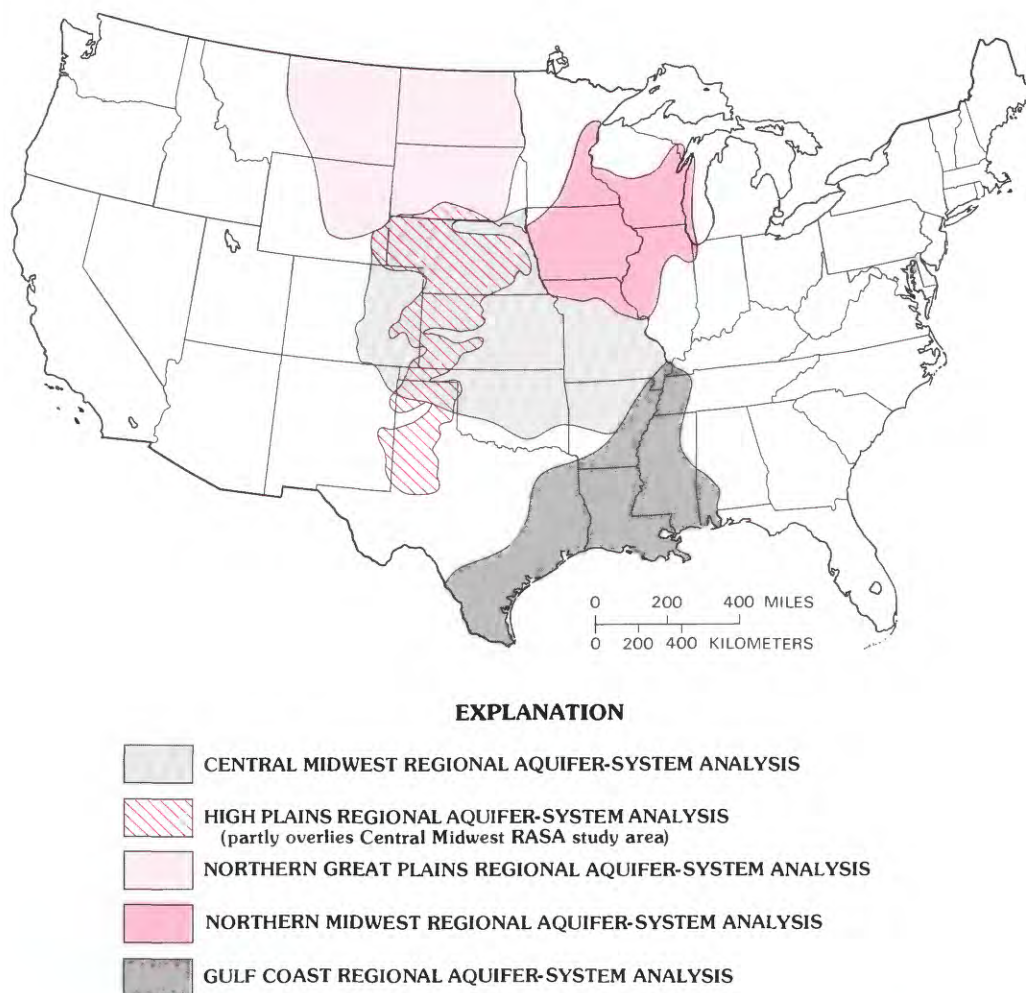 0 200 400 MILES
0 200 400 KILOMETERS
EXPLANATION
CENTRAL MIDWEST REGIONAL AQUIFER-SYSTEM ANALYSIS
HIGH PLAINS REGIONAL AQUIFER-SYSTEM ANALYSIS
(partly overlies Central Midwest RASA study area)
NORTHERN GREAT PLAINS REGIONAL AQUIFER-SYSTEM ANALYSIS
NORTHERN MIDWEST REGIONAL AQUIFER-SYSTEM ANALYSIS
GULF COAST REGIONAL AQUIFER-SYSTEM ANALYSIS